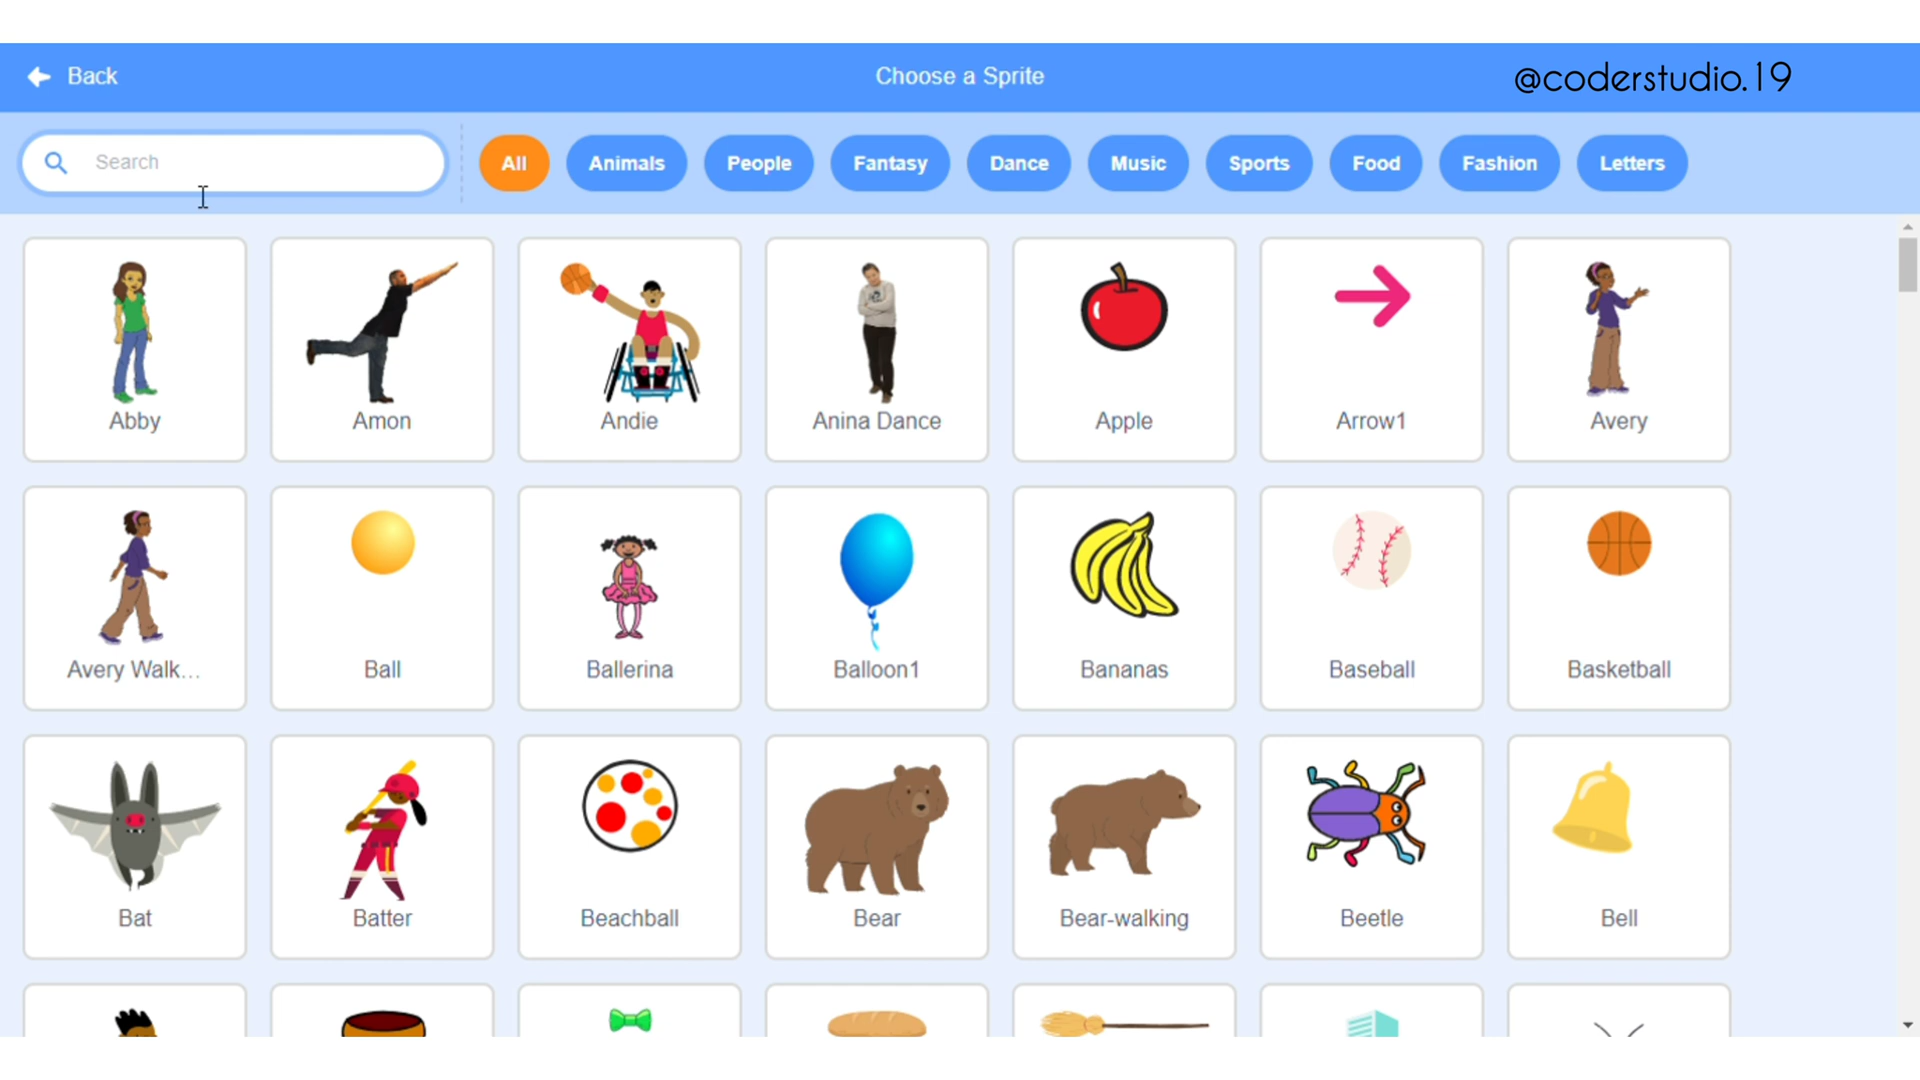 Back
Choose a Sprite
@coderstudio.19
Search
All
Animals
People
Fantasy
Dance
Music
Sports
Food
Fashion
Letters
Abby
Amon
Andie
Anina Dance
Apple
Arrow1
Avery
Avery Walk...
Ball
Ballerina
Balloon1
Bananas
Baseball
Basketball
Bat
Batter
Beachball
Bear
Bear-walking
Beetle
Bell